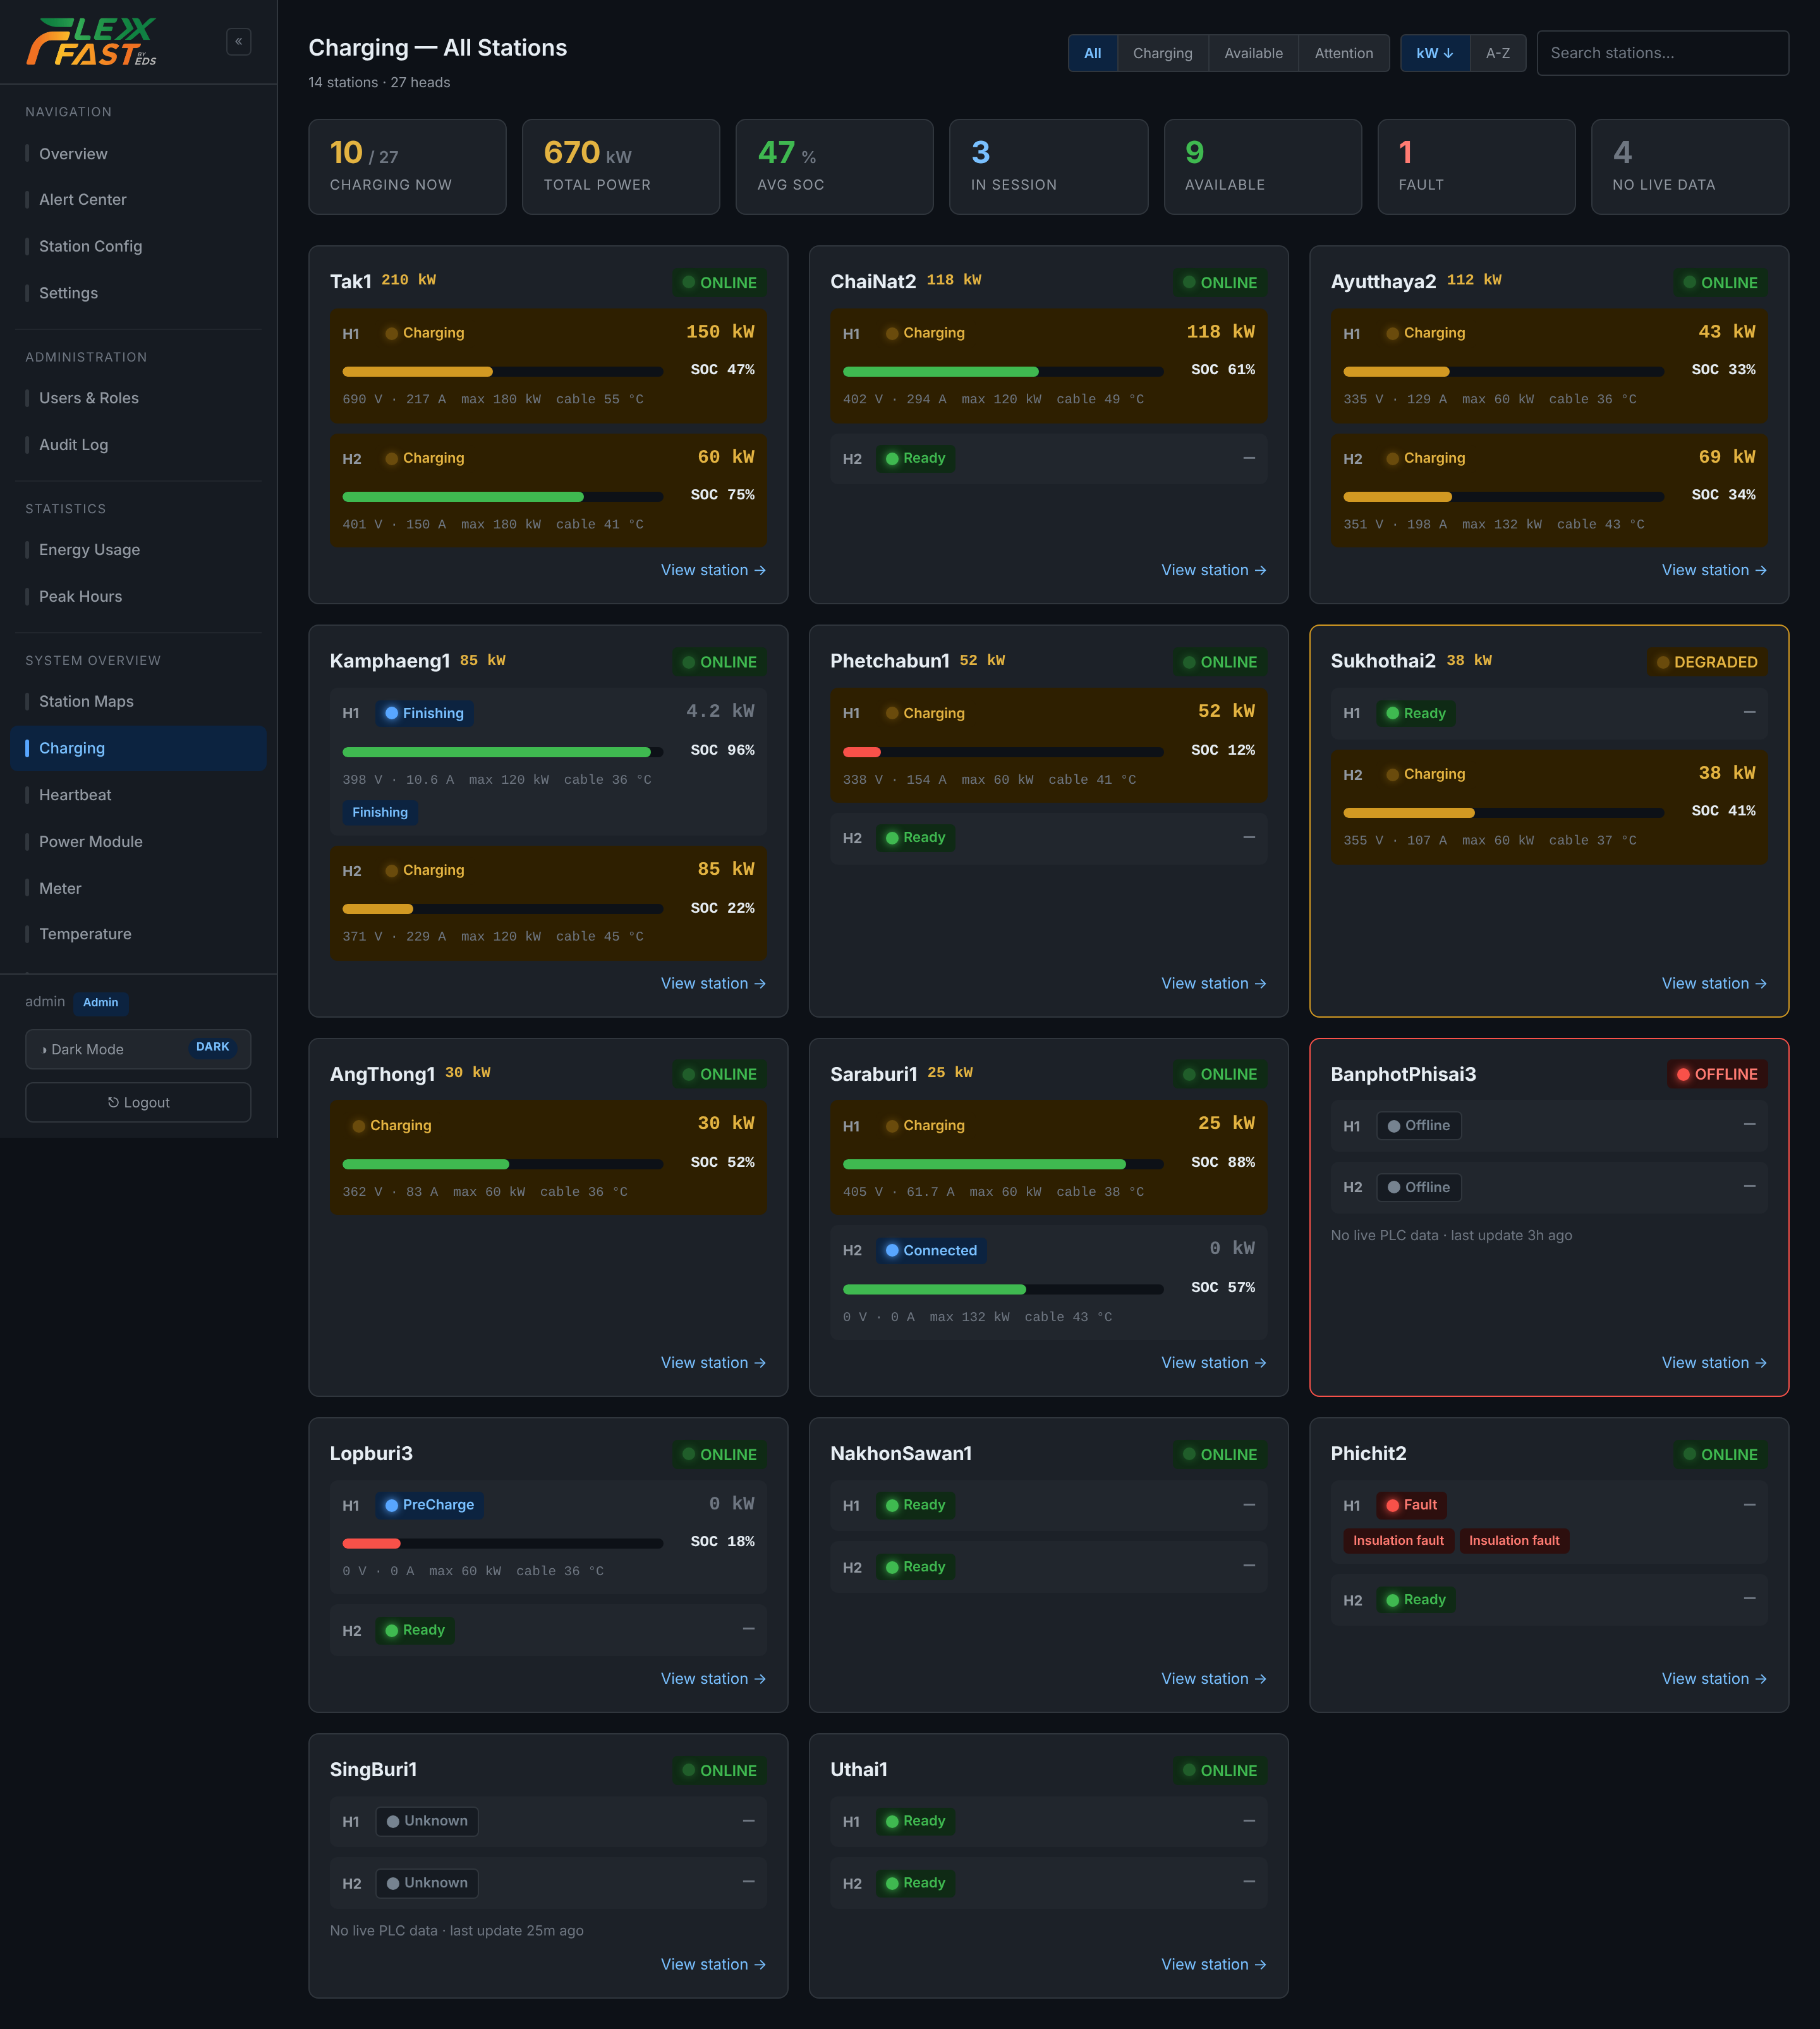 FLEXX
FAST BY EDS
«
NAVIGATION
Overview
Alert Center
Station Config
Settings
ADMINISTRATION
Users & Roles
Audit Log
STATISTICS
Energy Usage
Peak Hours
SYSTEM OVERVIEW
Station Maps
Charging
Heartbeat
Power Module
Meter
Temperature
admin Admin
Dark Mode DARK
Logout
Charging — All Stations
14 stations · 27 heads
All Charging Available Attention kW ↓ A-Z Search stations...
10 / 27
CHARGING NOW
670 kW
TOTAL POWER
47 %
AVG SOC
3
IN SESSION
9
AVAILABLE
1
FAULT
4
NO LIVE DATA
Tak1 210 kW ONLINE
H1 Charging 150 kW
SOC 47%
690 V · 217 A max 180 kW cable 55 °C
H2 Charging 60 kW
SOC 75%
401 V · 150 A max 180 kW cable 41 °C
View station →
ChaiNat2 118 kW ONLINE
H1 Charging 118 kW
SOC 61%
402 V · 294 A max 120 kW cable 49 °C
H2 Ready —
View station →
Ayutthaya2 112 kW ONLINE
H1 Charging 43 kW
SOC 33%
335 V · 129 A max 60 kW cable 36 °C
H2 Charging 69 kW
SOC 34%
351 V · 198 A max 132 kW cable 43 °C
View station →
Kamphaeng1 85 kW ONLINE
H1 Finishing 4.2 kW
SOC 96%
398 V · 10.6 A max 120 kW cable 36 °C
Finishing
H2 Charging 85 kW
SOC 22%
371 V · 229 A max 120 kW cable 45 °C
View station →
Phetchabun1 52 kW ONLINE
H1 Charging 52 kW
SOC 12%
338 V · 154 A max 60 kW cable 41 °C
H2 Ready —
View station →
Sukhothai2 38 kW DEGRADED
H1 Ready —
H2 Charging 38 kW
SOC 41%
355 V · 107 A max 60 kW cable 37 °C
View station →
AngThong1 30 kW ONLINE
Charging 30 kW
SOC 52%
362 V · 83 A max 60 kW cable 36 °C
View station →
Saraburi1 25 kW ONLINE
H1 Charging 25 kW
SOC 88%
405 V · 61.7 A max 60 kW cable 38 °C
H2 Connected 0 kW
SOC 57%
0 V · 0 A max 132 kW cable 43 °C
View station →
BanphotPhisai3 OFFLINE
H1 Offline —
H2 Offline —
No live PLC data · last update 3h ago
View station →
Lopburi3 ONLINE
H1 PreCharge 0 kW
SOC 18%
0 V · 0 A max 60 kW cable 36 °C
H2 Ready —
View station →
NakhonSawan1 ONLINE
H1 Ready —
H2 Ready —
View station →
Phichit2 ONLINE
H1 Fault —
Insulation fault Insulation fault
H2 Ready —
View station →
SingBuri1 ONLINE
H1 Unknown —
H2 Unknown —
No live PLC data · last update 25m ago
View station →
Uthai1 ONLINE
H1 Ready —
H2 Ready —
View station →